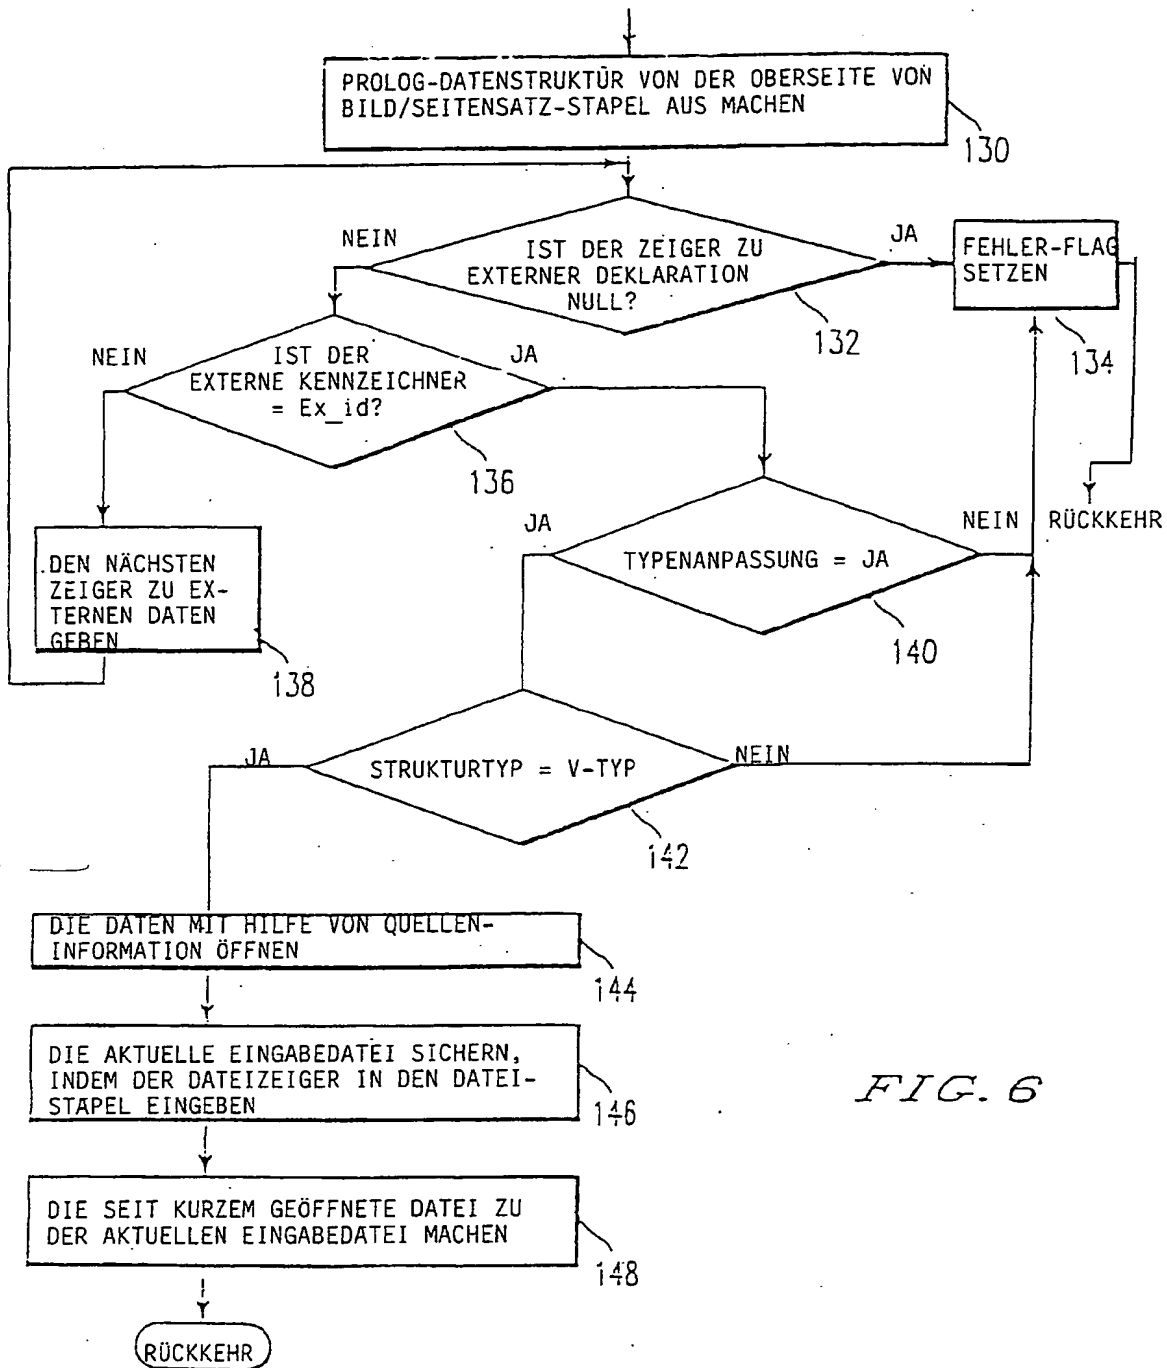 PROLOG-DATENSTRUKTÜR VON DER OBERSEITE VON
BILD/SEITENSATZ-STAPEL AUS MACHEN
130
NEIN
IST DER ZEIGER ZU
EXTERNER DEKLARATION
NULL?
JA
132
FEHLER-FLAG
SETZEN
134
RÜCKKEHR
NEIN
IST DER
EXTERNE KENNZEICHNER
= Ex_id?
JA
136
DEN NÄCHSTEN
ZEIGER ZU EX-
TERNEN DATEN
GEBEN
138
JA
TYPENANPASSUNG = JA
NEIN
140
JA
STRUKTURTYP = V-TYP
NEIN
142
DIE DATEN MIT HILFE VON QUELLEN-
INFORMATION ÖFFNEN
144
DIE AKTUELLE EINGABEDATEI SICHERN,
INDEM DER DATEIZEIGER IN DEN DATEI-
STAPEL EINGEBEN
146
DIE SEIT KURZEM GEÖFFNETE DATEI ZU
DER AKTUELLEN EINGABEDATEI MACHEN
148
RÜCKKEHR
FIG. 6